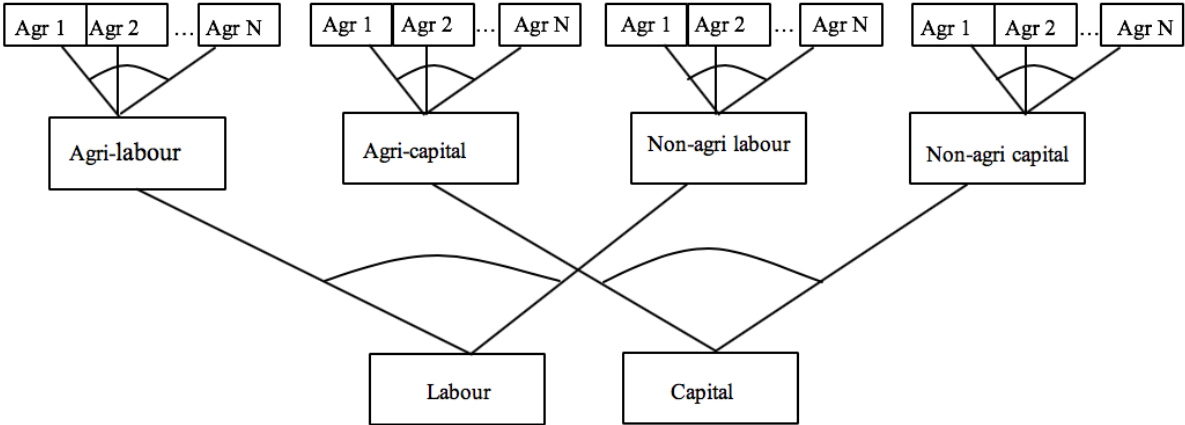 Agr 1 Agr 2 ... Agr N Agr 1 Agr 2 ... Agr N Agr 1 Agr 2 ... Agr N Agr 1 Agr 2 ... Agr N
Agri-labour Agri-capital Non-agri labour Non-agri capital
Labour Capital